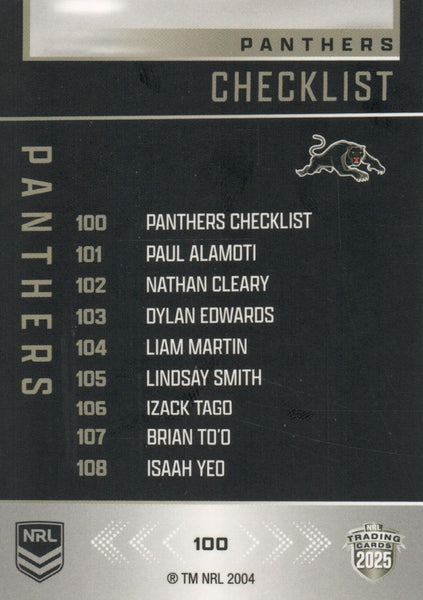 PANTHERS
CHECKLIST
PANTHERS
100 PANTHERS CHECKLIST
101 PAUL ALAMOTI
102 NATHAN CLEARY
103 DYLAN EDWARDS
104 LIAM MARTIN
105 LINDSAY SMITH
106 IZACK TAGO
107 BRIAN TO'O
108 ISAAH YEO
NRL
100
® TM NRL 2004
NRL
TRADING
CARDS
2025